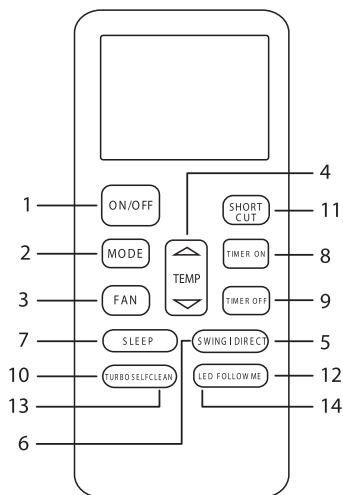 4
1
ON/OFF
SHORT
CUT
11
2
MODE
TEMP
TIMER ON
8
3
FAN
TIMER OFF
9
7
SLEEP
SWING I DIRECT
5
10
TURBO SELFCLEAN
LED FOLLOW ME
12
13
14
6